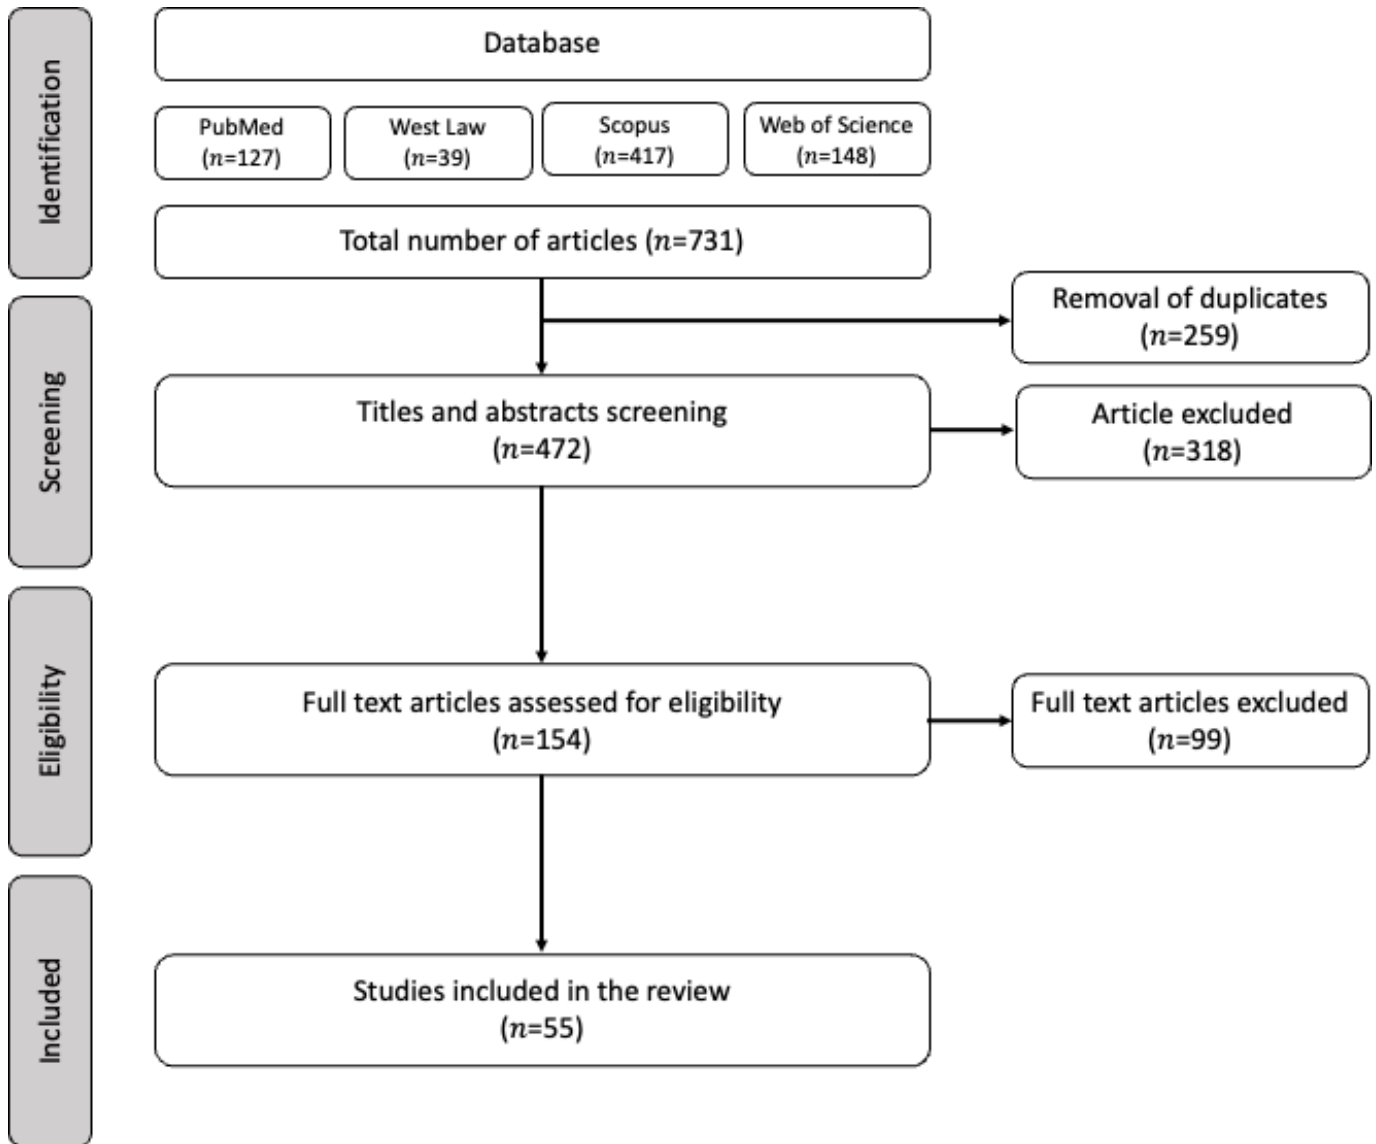 Identification
Database
PubMed
(n=127)
West Law
(n=39)
Scopus
(n=417)
Web of Science
(n=148)
Total number of articles (n=731)
Removal of duplicates
(n=259)
Screening
Titles and abstracts screening
(n=472)
Article excluded
(n=318)
Eligibility
Full text articles assessed for eligibility
(n=154)
Full text articles excluded
(n=99)
Included
Studies included in the review
(n=55)